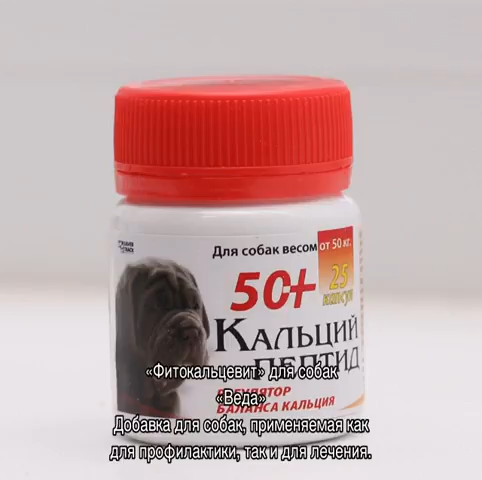 Для собак весом от 50 кг.
50+
25
капсул
Кальций
пептид
«Фитокальцевит» для собак
РЕГУЛЯТОР
«Веда»
БАЛАНСА КАЛЬЦИЯ
Добавка для собак, применяемая как
для профилактики, так и для лечения.